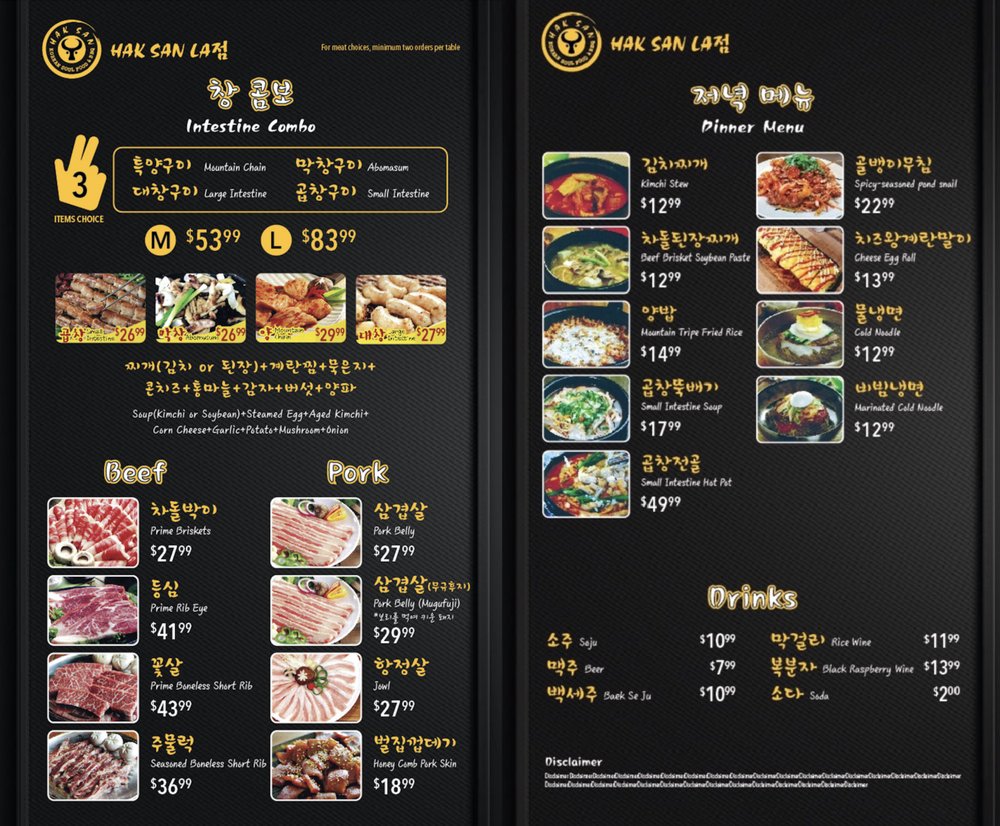 HAK SAN
KOREAN SOUL FOOD & BBQ
HAK SAN LA점
For meat choices, minimum two orders per table
창 콤보
Intestine Combo
3
ITEMS CHOICE
특양구이 Mountain Chain
막창구이 Abomasum
대창구이 Large Intestine
곱창구이 Small Intestine
M $53.99
L $83.99
곱창 Small Intestine $26.99
막창 Abomusum $26.99
양 Mountain Chain $29.99
대창 Large Intestine $27.99
찌개(김치 or 된장)+계란찜+묵은지+
콘치즈+통마늘+감자+버섯+양파
Soup(Kimchi or Soybean)+Steamed Egg+Aged Kimchi+
Corn Cheese+Garlic+Potato+Mushroom+Onion
Beef
차돌박이
Prime Briskets
$27.99
등심
Prime Rib Eye
$41.99
꽃살
Prime Boneless Short Rib
$43.99
주물럭
Seasoned Boneless Short Rib
$36.99
Pork
삼겹살
Pork Belly
$27.99
삼겹살(무규후지)
Pork Belly (Mugufuji)
*보리를 먹여 키운 돼지
$29.99
항정살
Jowl
$27.99
벌집껍데기
Honey Comb Pork Skin
$18.99
HAK SAN
KOREAN SOUL FOOD & BBQ
HAK SAN LA점
저녁 메뉴
Dinner Menu
김치찌개
Kimchi Stew
$12.99
차돌된장찌개
Beef Brisket Soybean Paste
$12.99
양밥
Mountain Tripe Fried Rice
$14.99
곱창뚝배기
Small Intestine Soup
$17.99
곱창전골
Small Intestine Hot Pot
$49.99
골뱅이무침
Spicy-seasoned pond snail
$22.99
치즈왕계란말이
Cheese Egg Roll
$13.99
물냉면
Cold Noodle
$12.99
비빔냉면
Marinated Cold Noodle
$12.99
Drinks
소주 Soju $10.99
맥주 Beer $7.99
백세주 Baek Se Ju $10.99
막걸리 Rice Wine $11.99
복분자 Black Raspberry Wine $13.99
소다 Soda $2.00
Disclaimer